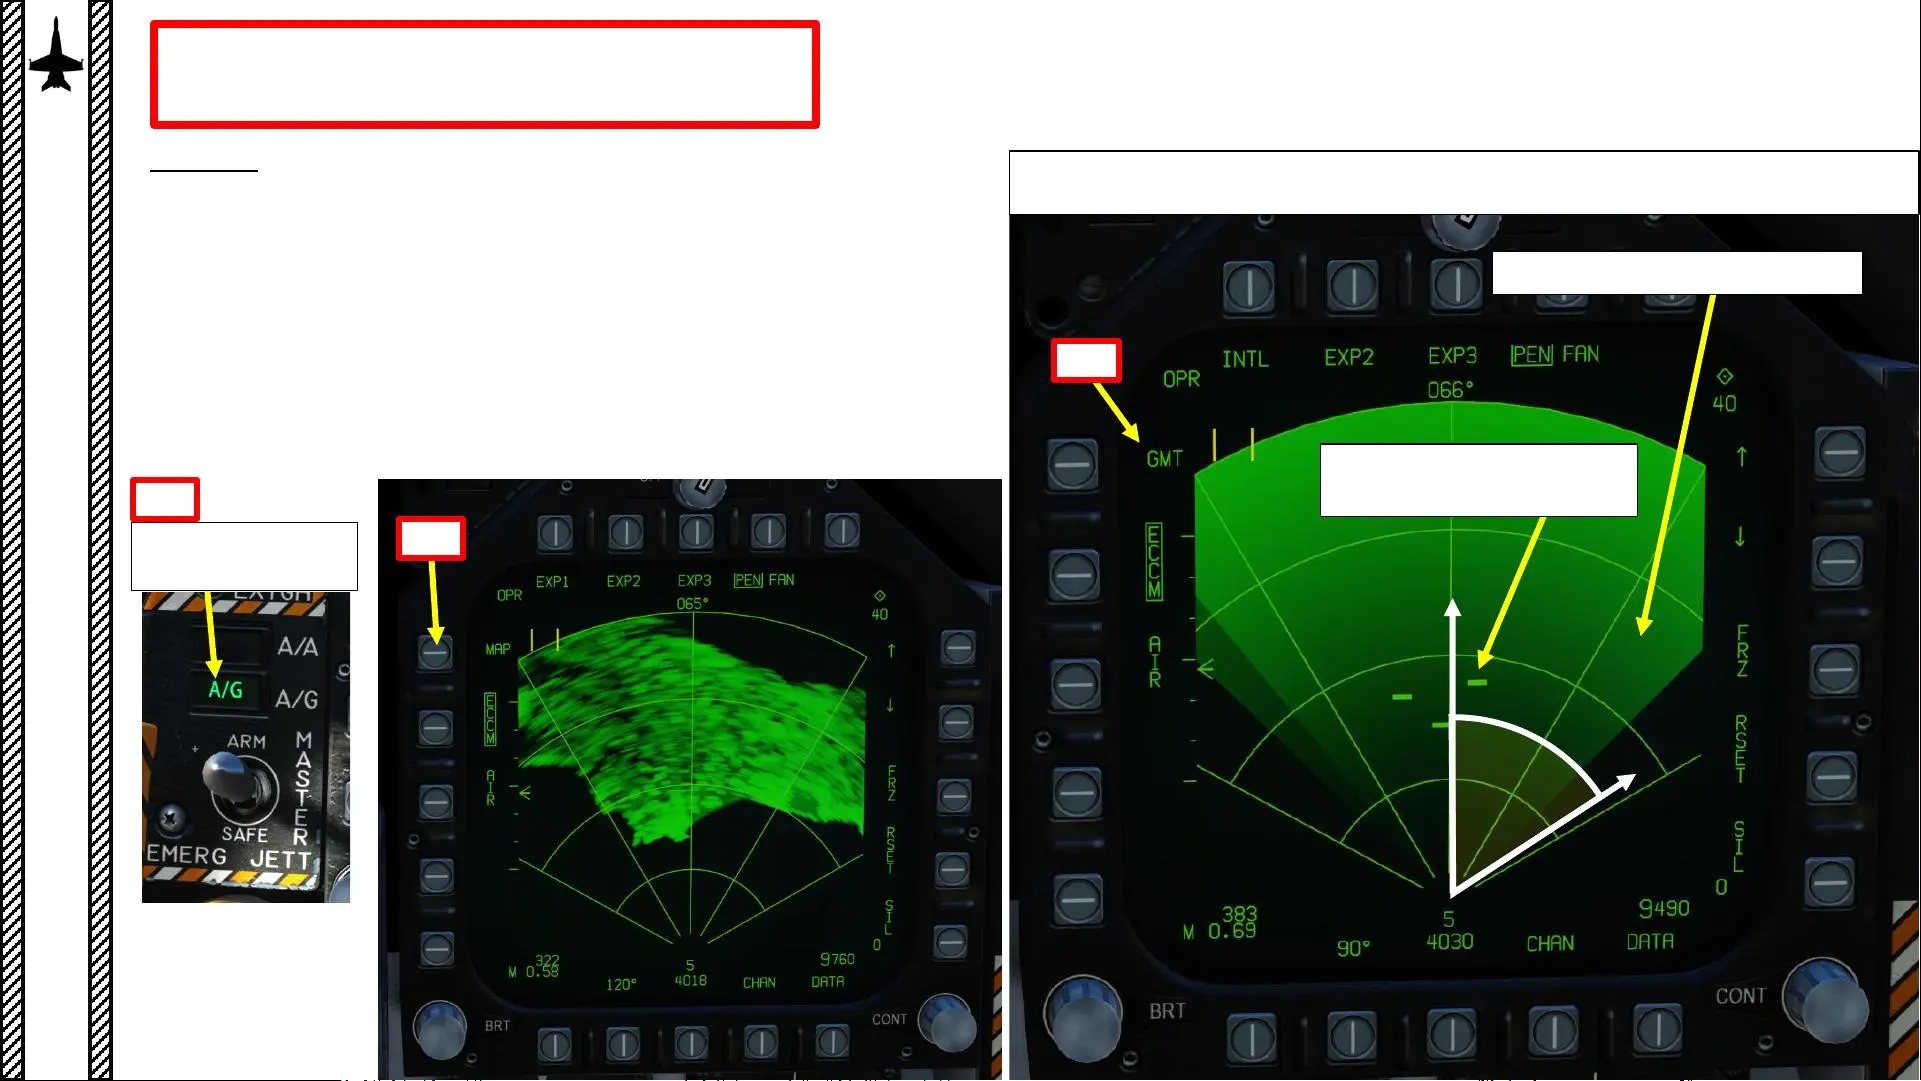 A/A
A/G
A/G
ARM
MASTER
SAFE
EMERG JETT
OPR
EXP1
EXP2
EXP3
PEN FAN
065°
40
MAP
ECCM
AIR
FRZ
RSET
SIL
0
322
M 0.58
120°
5
4018
CHAN
9760
DATA
BRT
CONT
OPR
INTL
EXP2
EXP3
PEN FAN
066°
40
GMT
ECCM
AIR
FRZ
RSET
SIL
0
383
M 0.69
90°
5
4030
CHAN
9490
DATA
BRT
CONT